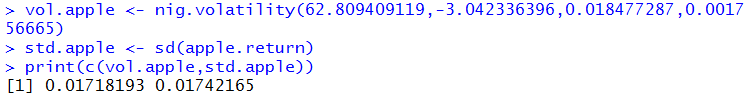 > vol.apple <- nig.volatility(62.809409119,-3.042336396,0.018477287,0.0017
56665)
> std.apple <- sd(apple.return)
> print(c(vol.apple,std.apple))
[1] 0.01718193 0.01742165